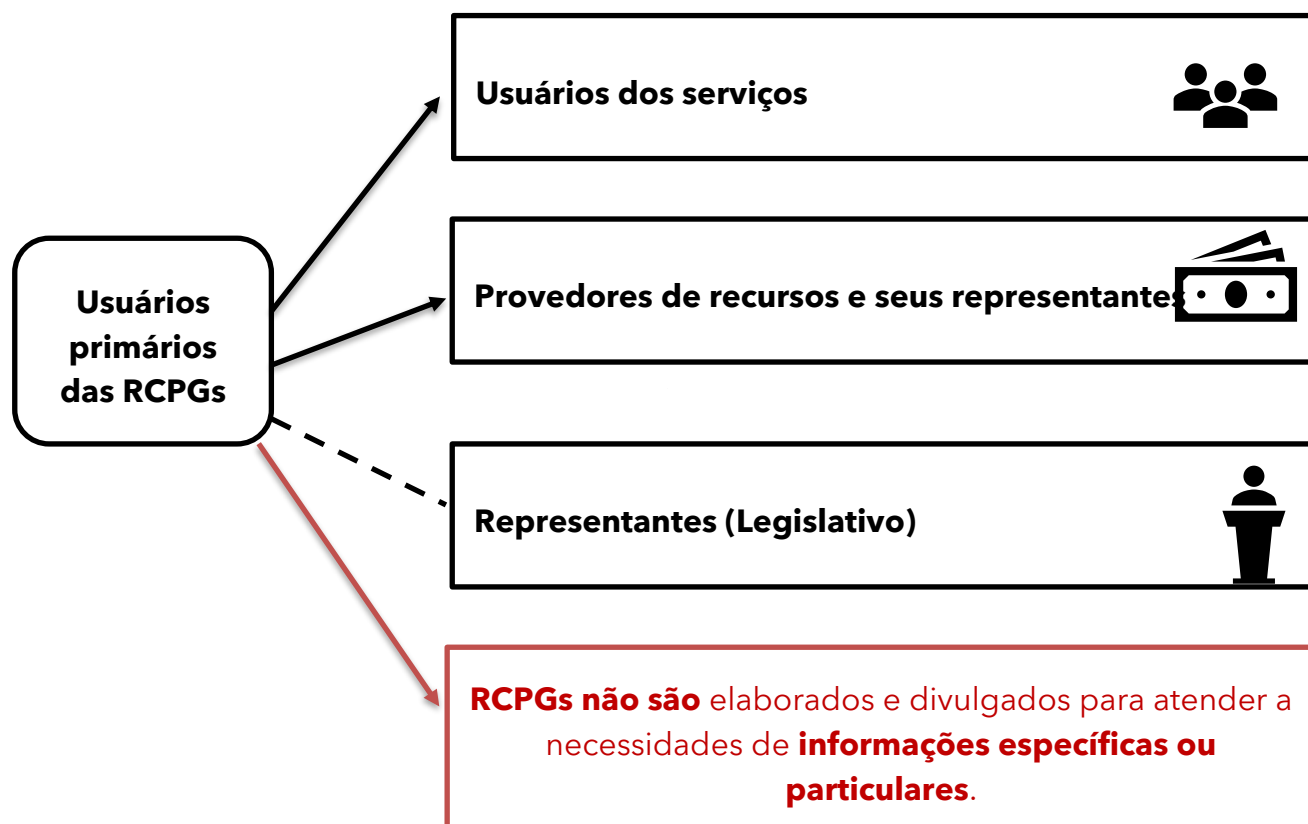 Usuários dos serviços
Usuários
primários
das RCPGs
Provedores de recursos e seus representantes
Representantes (Legislativo)
RCPGs não são elaborados e divulgados para atender a
necessidades de informações específicas ou
particulares.